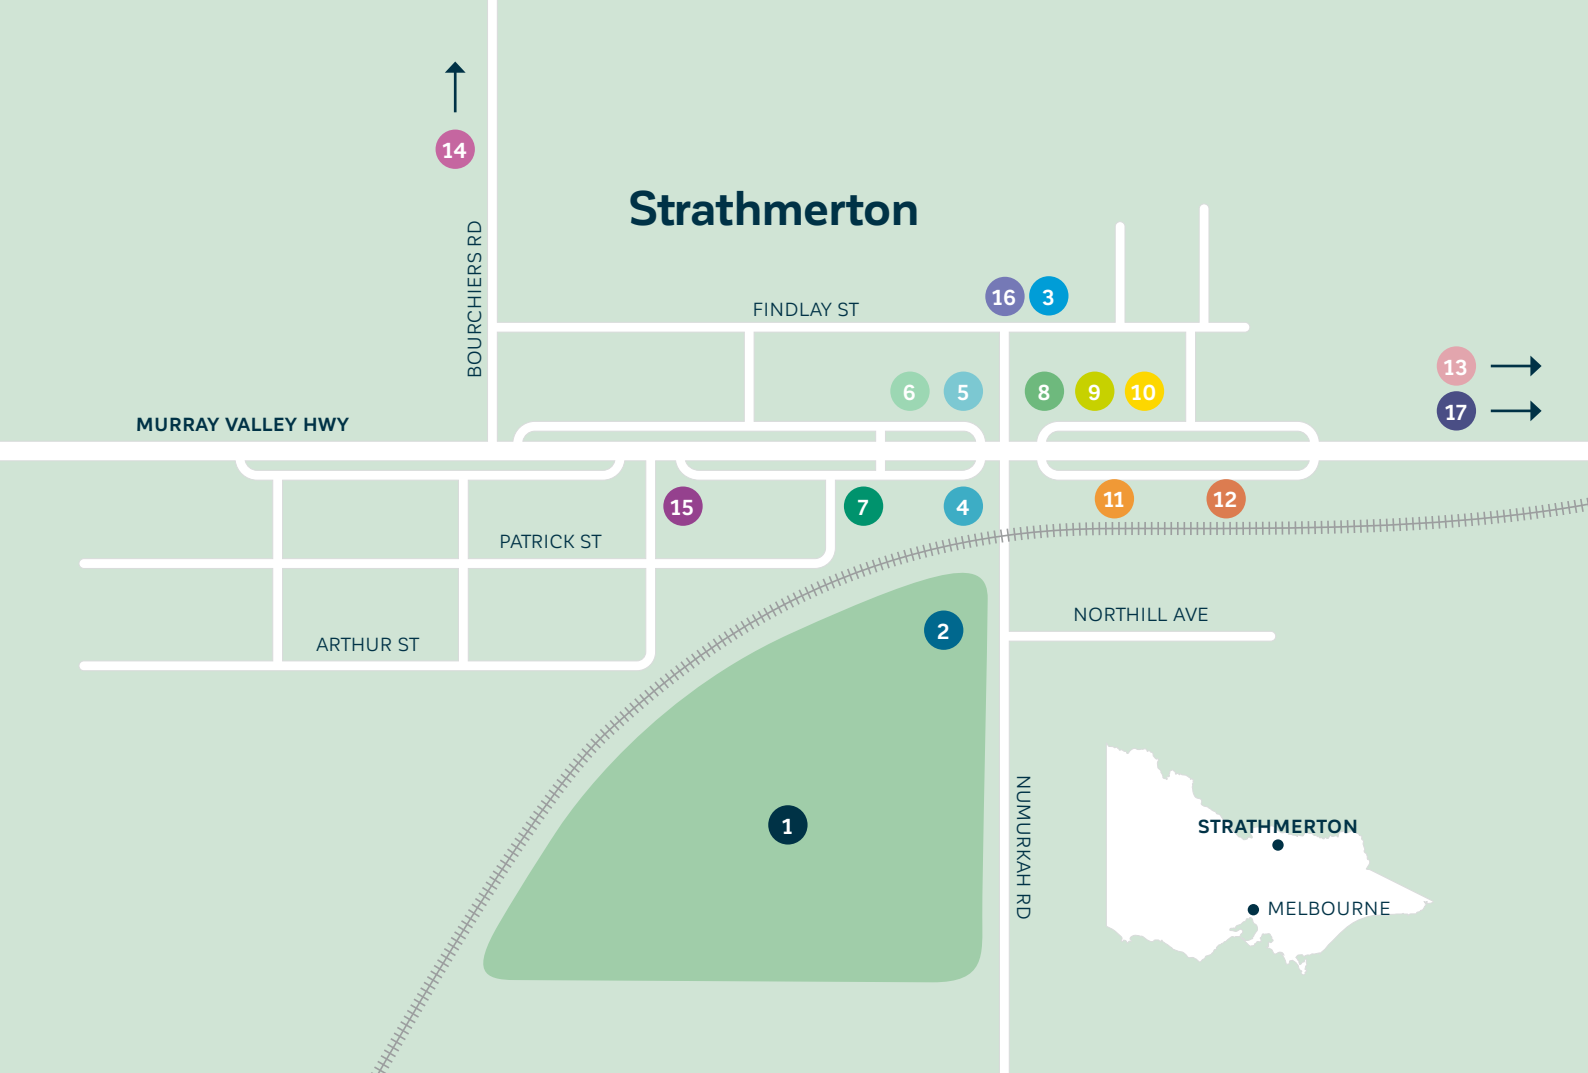 14
Strathmerton
BOURCHIERS RD
16
3
FINDLAY ST
13
6
5
8
9
10
17
MURRAY VALLEY HWY
15
7
4
11
12
PATRICK ST
2
NORTHILL AVE
ARTHUR ST
1
NUMURKAH RD
STRATHMERTON
MELBOURNE